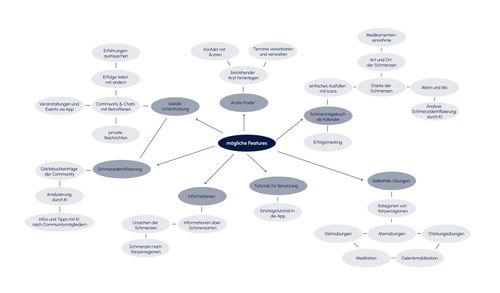 Medikamenten-
einnahme
Erfahrungen
austauschen
Kontakt mit
Ärzten
Termine vereinbaren
und verwalten
Art und Ort
der Schmerzen
Erfolge teilen
mit andern
bestehender
Arzt hinterlegen
einfaches Ausfüllen
mit Icons
Stärke der
Schmerzen
Wann und Wo
Veranstaltungen und
Events via App
Community & Chats
mit Betroffenen
soziale
Unterstützung
Ärzte-Finder
Schmerztagebuch
als Kalender
Analyse
Schmerzidentifizierung
durch KI
private
Nachrichten
mögliche Features
Erfolgstracking
Gästebucheinträge
der Community
Schmerzidentifizierung
Analysierung
durch KI
Informationen
Tutorials für Benutzung
Selbsthilfe-Übungen
Infos und Tipps mit KI
nach Communitymitgliedern
Ursachen der
Schmerzen
Informationen über
Schmerzarten
Einstiegstutorial in
die App
Kategorien von
Körperregionen
Schmerzen nach
Körperregionen
Dehnübungen
Atemübungen
Stärkungsübungen
Meditation
Gelenkmobilisation